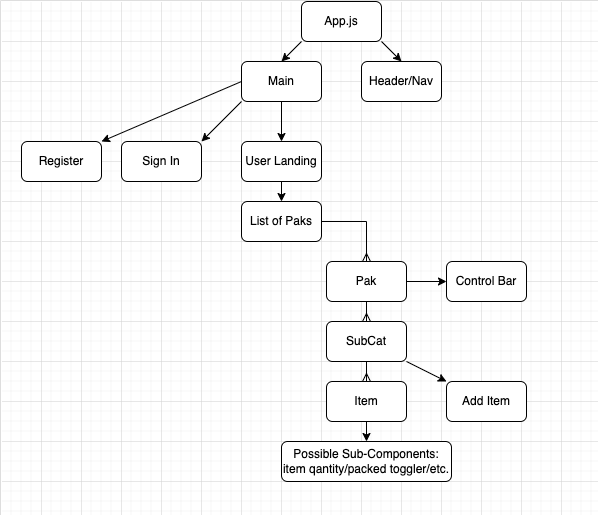 App.js
Main
Header/Nav
Register
Sign In
User Landing
List of Paks
Pak
Control Bar
SubCat
Item
Add Item
Possible Sub-Components:
item qantity/packed toggler/etc.